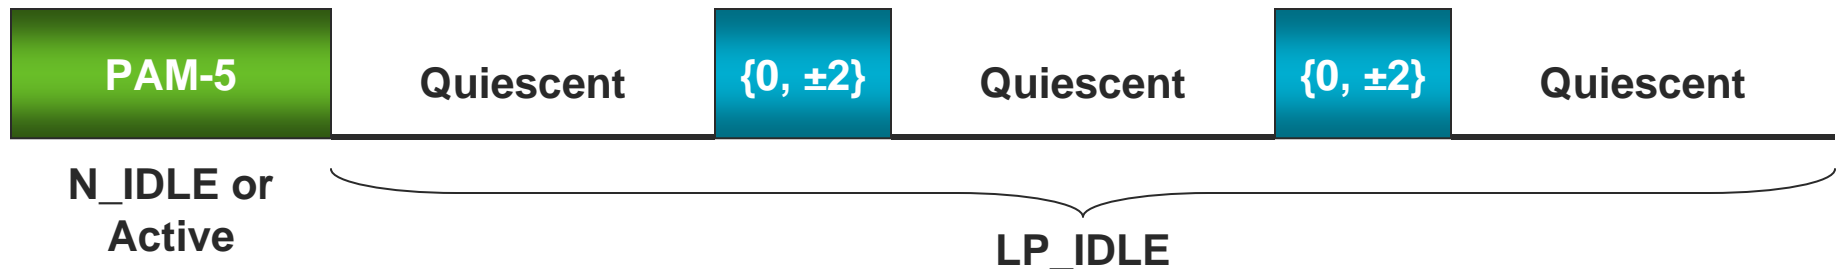 PAM-5
Quiescent
{0, ±2}
Quiescent
{0, ±2}
Quiescent
N_IDLE or
Active
LP_IDLE